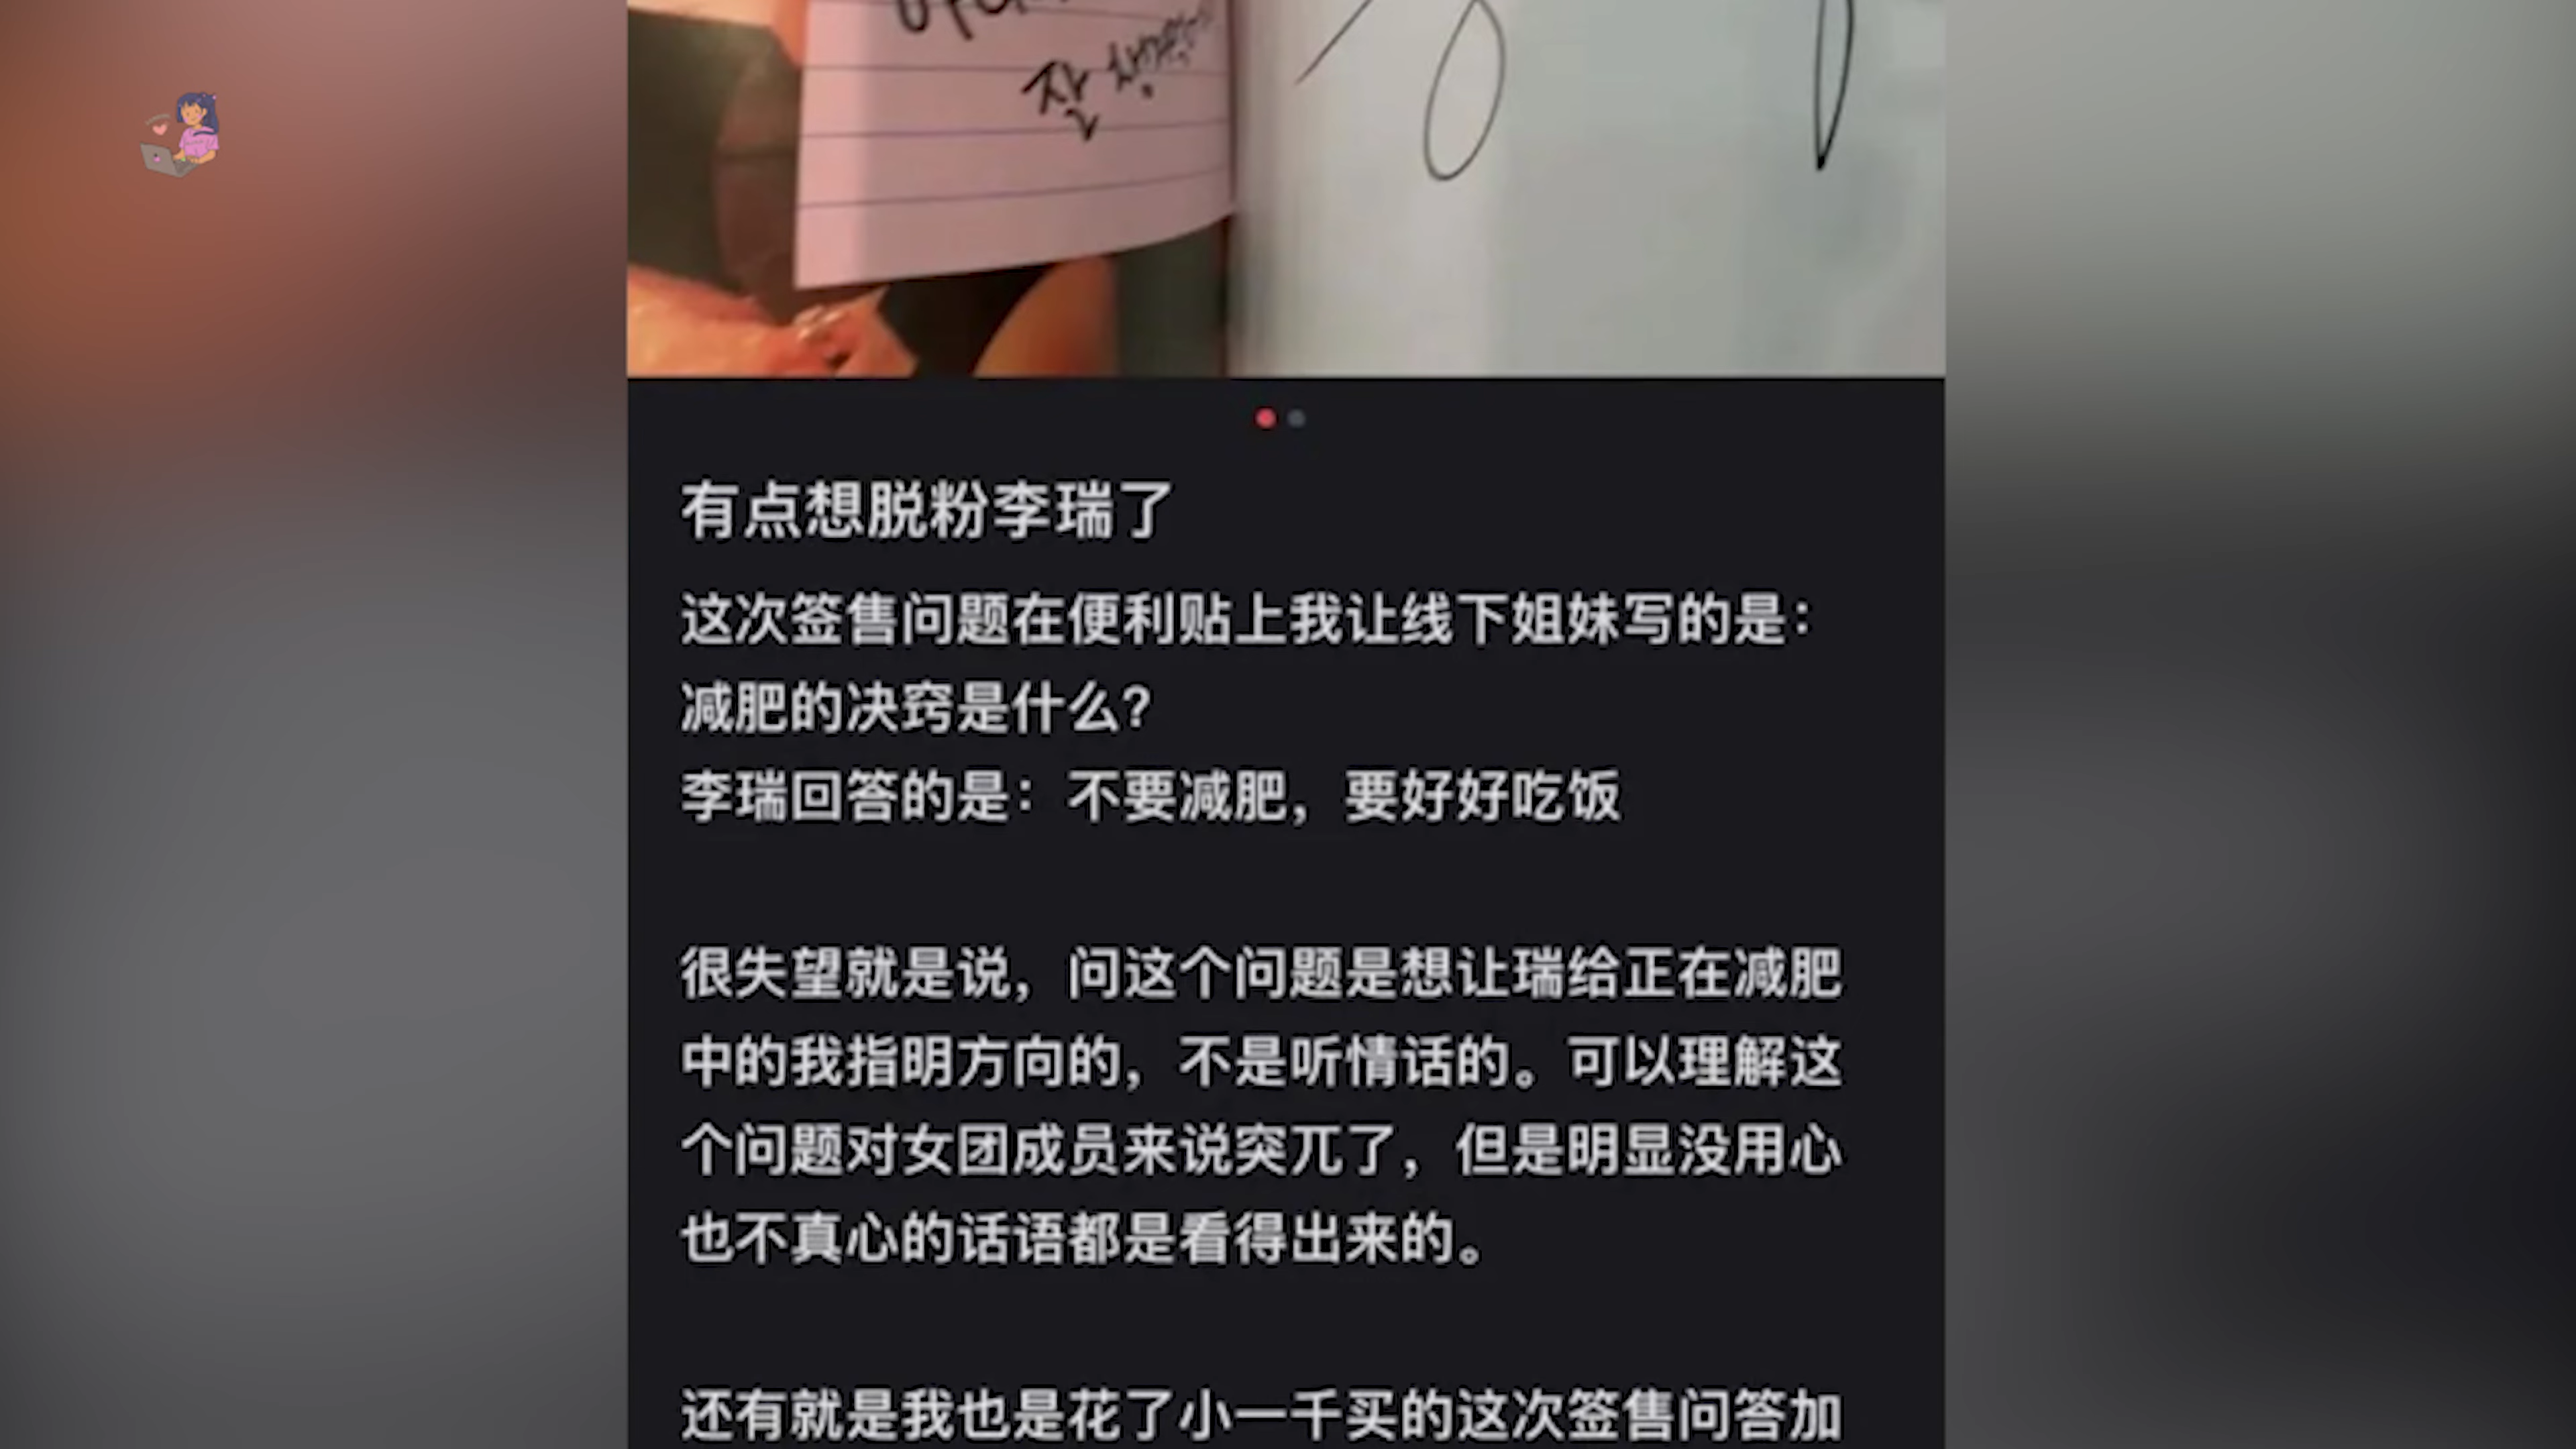 잘
有点想脱粉李瑞了
这次签售问题在便利贴上我让线下姐妹写的是：
减肥的决窍是什么？
李瑞回答的是：不要减肥，要好好吃饭
很失望就是说，问这个问题是想让瑞给正在减肥
中的我指明方向的，不是听情话的。可以理解这
个问题对女团成员来说突兀了，但是明显没用心
也不真心的话语都是看得出来的。
还有就是我也是花了小一千买的这次签售问答加